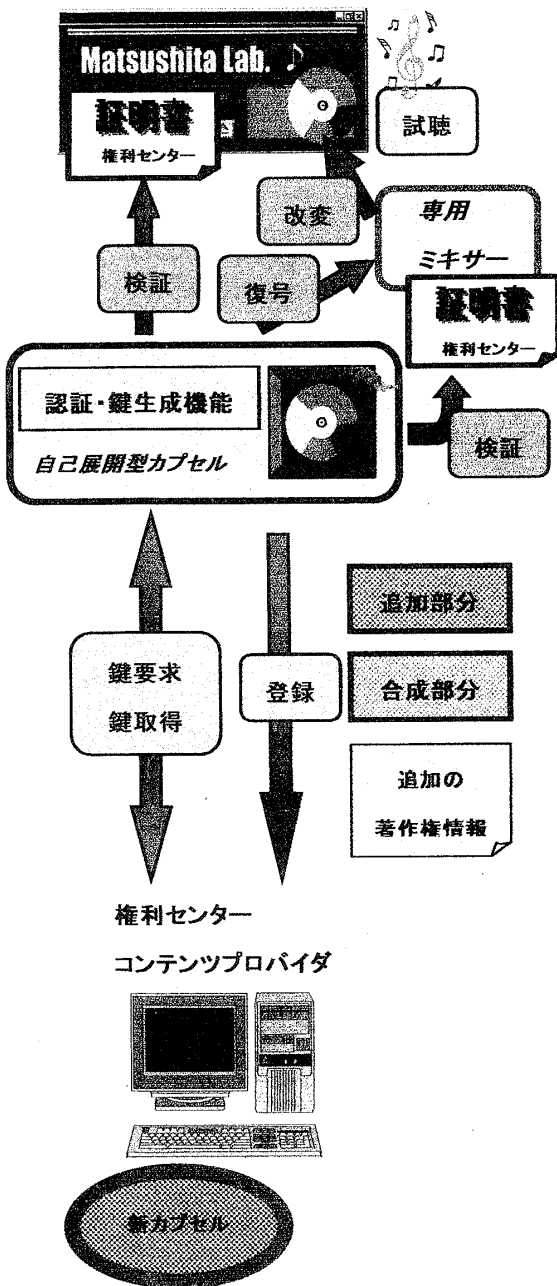 Matsushita Lab.
証明書
権利センター
試聴
改変
専用
ミキサー
検証
復号
証明書
権利センター
認証・鍵生成機能
自己展開型カプセル
検証
追加部分
鍵要求
鍵取得
登録
合成部分
追加の
著作権情報
権利センター
コンテンツプロバイダ
新カプセル